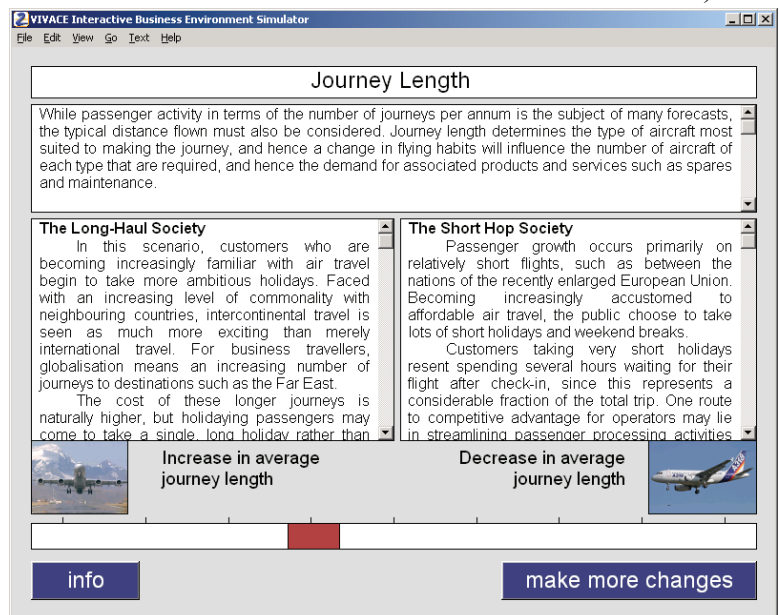 VIVACE Interactive Business Environment Simulator
File Edit View Go Text Help
Journey Length
While passenger activity in terms of the number of journeys per annum is the subject of many forecasts,
the typical distance flown must also be considered. Journey length determines the type of aircraft most
suited to making the journey, and hence a change in flying habits will influence the number of aircraft of
each type that are required, and hence the demand for associated products and services such as spares
and maintenance.
The Long-Haul Society
In this scenario, customers who are
becoming increasingly familiar with air travel
begin to take more ambitious holidays. Faced
with an increasing level of commonality with
neighbouring countries, intercontinental travel is
seen as much more exciting than merely
international travel. For business travellers,
globalisation means an increasing number of
journeys to destinations such as the Far East.
The cost of these longer journeys is
naturally higher, but holidaying passengers may
come to take a single, long holiday rather than
The Short Hop Society
Passenger growth occurs primarily on
relatively short flights, such as between the
nations of the recently enlarged European Union.
Becoming increasingly accustomed to
affordable air travel, the public choose to take
lots of short holidays and weekend breaks.
Customers taking very short holidays
resent spending several hours waiting for their
flight after check-in, since this represents a
considerable fraction of the total trip. One route
to competitive advantage for operators may lie
in streamlining passenger processing activities
Increase in average
journey length
Decrease in average
journey length
info
make more changes